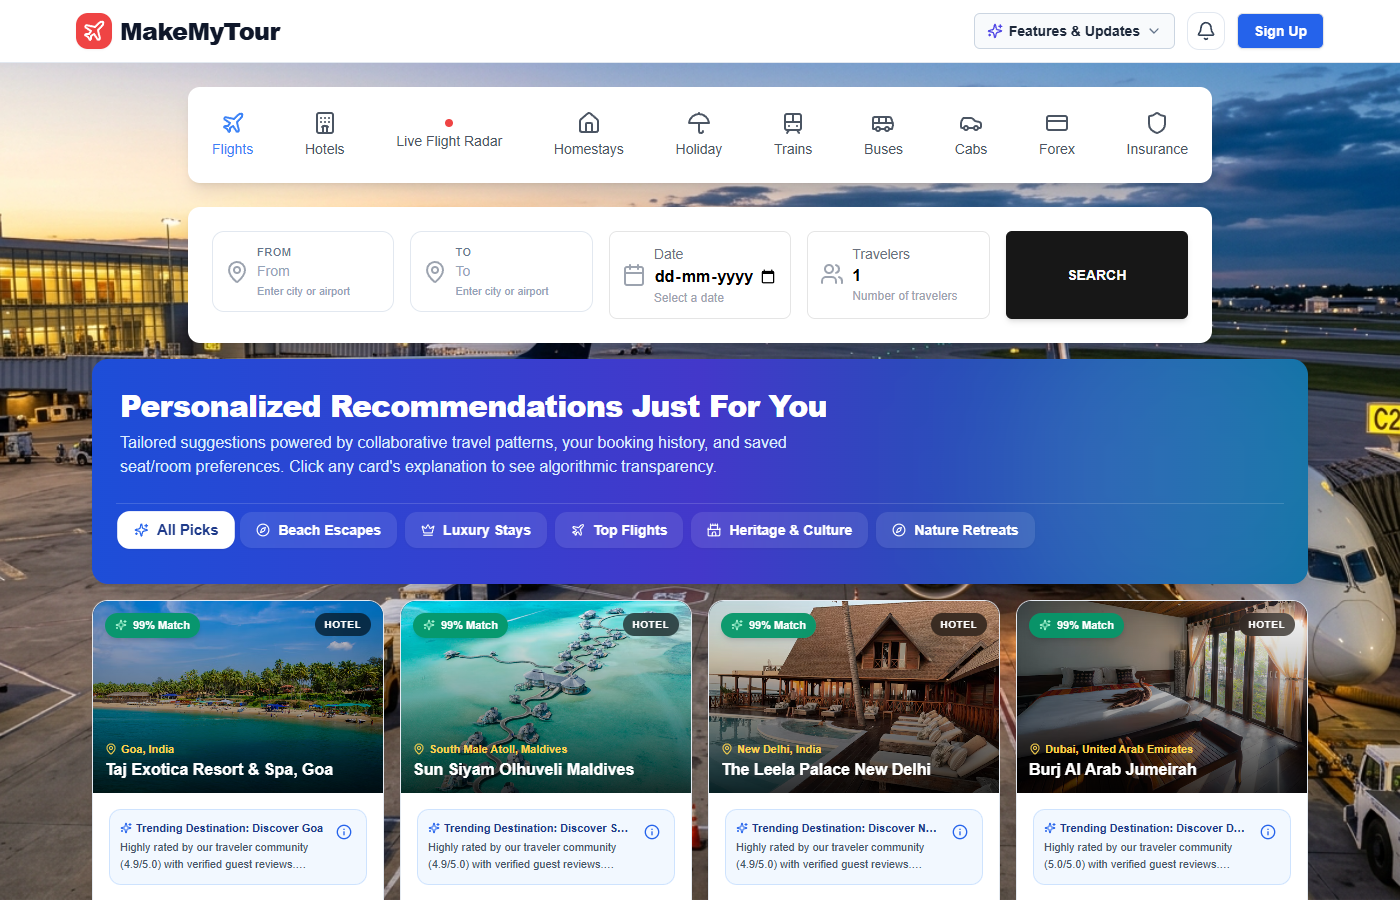 MakeMyTour
Features & Updates
Sign Up
Flights
Hotels
Live Flight Radar
Homestays
Holiday
Trains
Buses
Cabs
Forex
Insurance
FROM
From
Enter city or airport
TO
To
Enter city or airport
Date
dd-mm-yyyy
Select a date
Travelers
1
Number of travelers
SEARCH
C2
Personalized Recommendations Just For You
Tailored suggestions powered by collaborative travel patterns, your booking history, and saved
seat/room preferences. Click any card's explanation to see algorithmic transparency.
All Picks
Beach Escapes
Luxury Stays
Top Flights
Heritage & Culture
Nature Retreats
99% Match
HOTEL
Goa, India
Taj Exotica Resort & Spa, Goa
Trending Destination: Discover Goa
Highly rated by our traveler community
(4.9/5.0) with verified guest reviews....
99% Match
HOTEL
South Male Atoll, Maldives
Sun Siyam Olhuveli Maldives
Trending Destination: Discover S...
Highly rated by our traveler community
(4.9/5.0) with verified guest reviews....
99% Match
HOTEL
New Delhi, India
The Leela Palace New Delhi
Trending Destination: Discover N...
Highly rated by our traveler community
(4.9/5.0) with verified guest reviews....
99% Match
HOTEL
Dubai, United Arab Emirates
Burj Al Arab Jumeirah
Trending Destination: Discover D...
Highly rated by our traveler community
(5.0/5.0) with verified guest reviews....